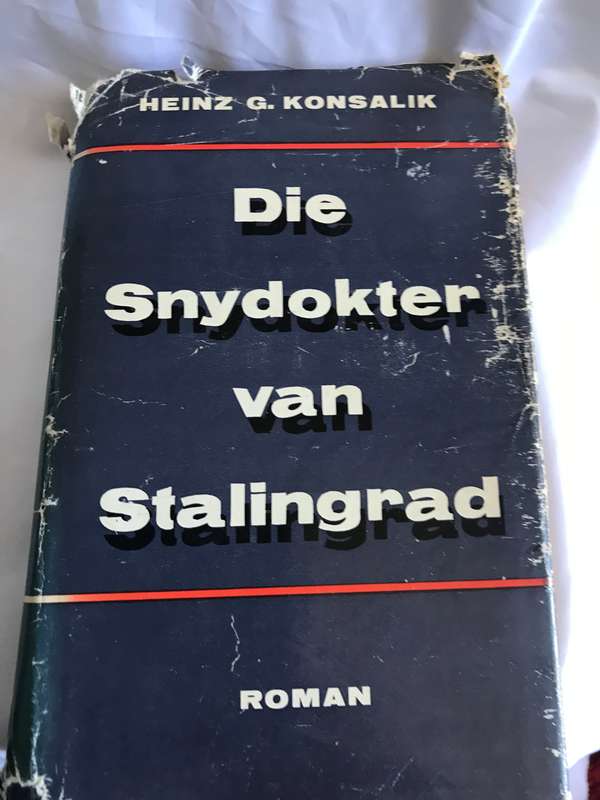 HEINZ G. KONSALIK
Die
Snydokter
van
Stalingrad
ROMAN